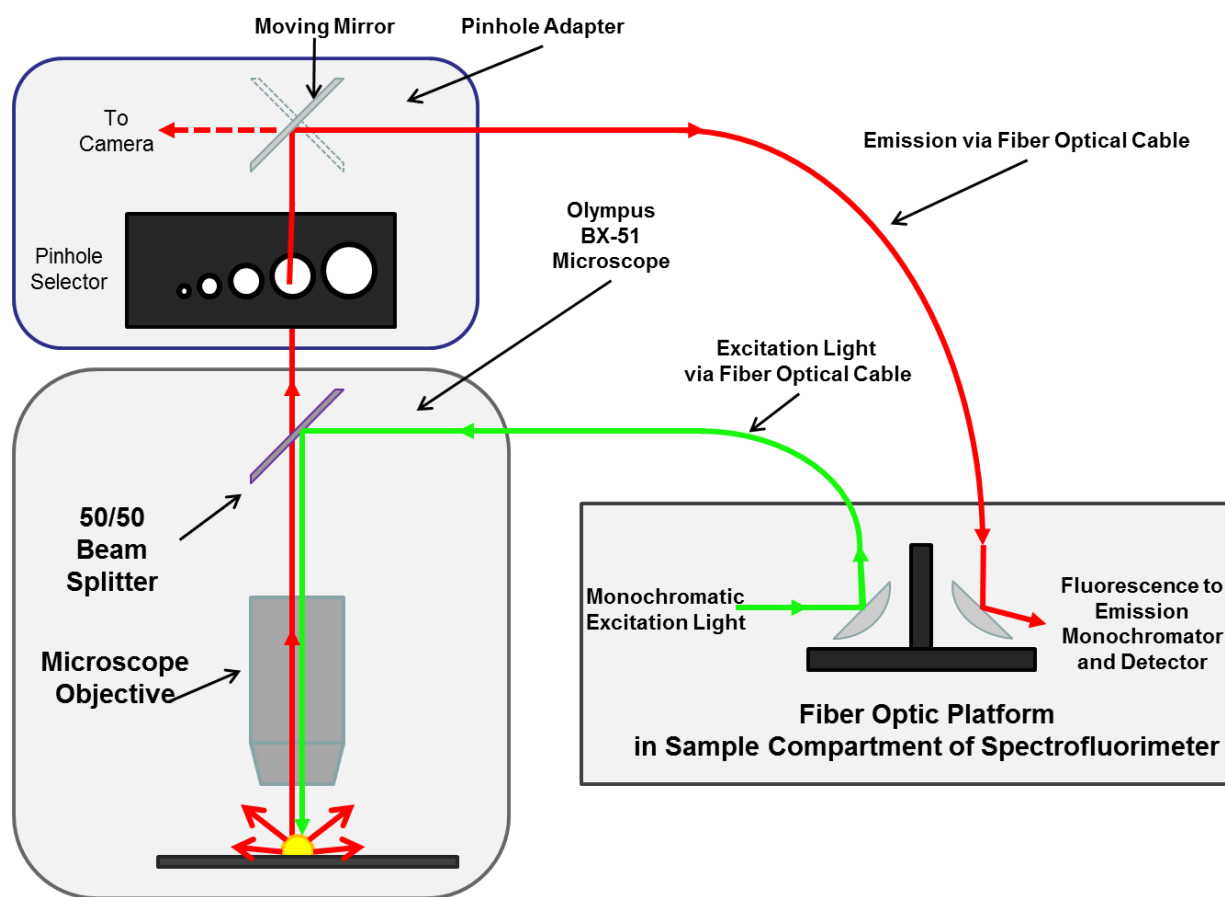 Moving Mirror
Pinhole Adapter
To
Camera
Emission via Fiber Optical Cable
Pinhole
Selector
Olympus
BX-51
Microscope
Excitation Light
via Fiber Optical Cable
50/50
Beam
Splitter
Microscope
Objective
Monochromatic
Excitation Light
Fluorescence to
Emission
Monochromator
and Detector
Fiber Optic Platform
in Sample Compartment of Spectrofluorimeter